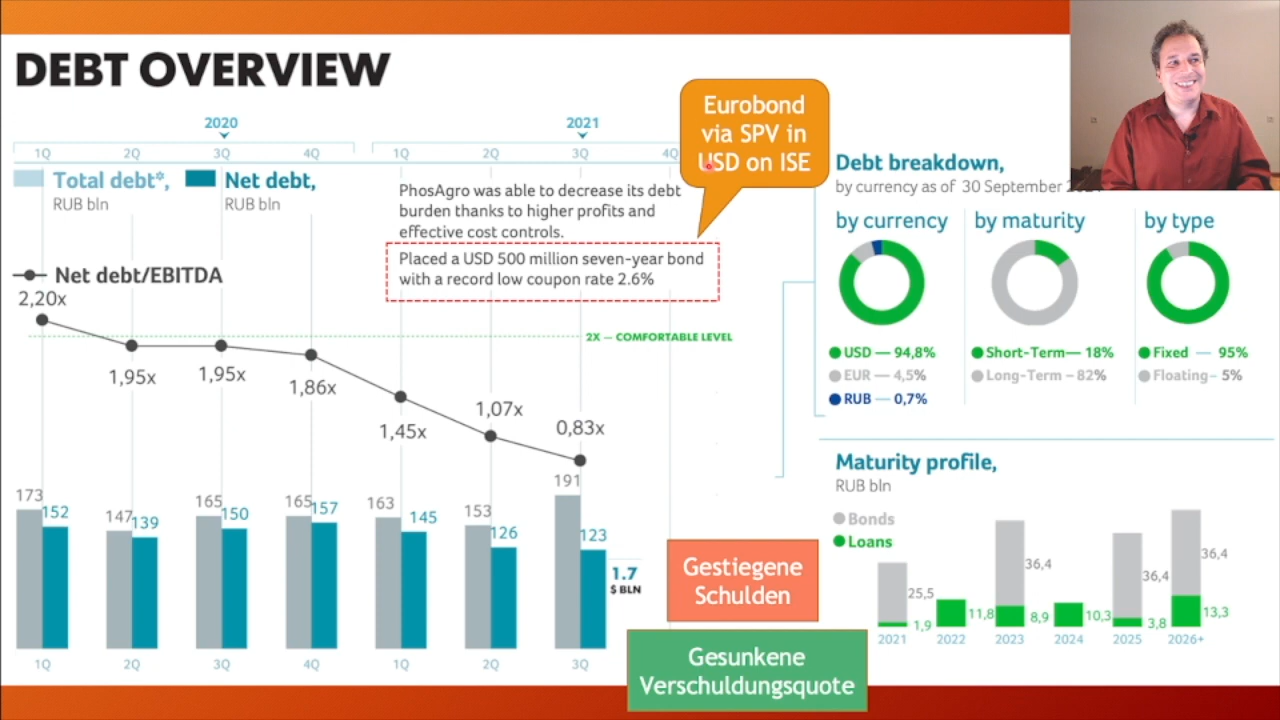 DEBT OVERVIEW
2020
2021
1Q 2Q 3Q 4Q 1Q 2Q 3Q 4Q
Total debt*,
RUB bln
Net debt,
RUB bln
PhosAgro was able to decrease its debt
burden thanks to higher profits and
effective cost controls.
Placed a USD 500 million seven-year bond
with a record low coupon rate 2.6%
Eurobond
via SPV in
USD on ISE
Net debt/EBITDA
2,20x
1,95x
1,95x
1,86x
1,45x
1,07x
0,83x
2X — COMFORTABLE LEVEL
173 152
147 139
165 150
165 157
163 145
153 126
191 123
1.7
$ BLN
1Q 2Q 3Q 4Q 1Q 2Q 3Q
Gestiegene
Schulden
Gesunkene
Verschuldungsquote
Debt breakdown,
by currency as of 30 September
by currency
USD — 94,8%
EUR — 4,5%
RUB — 0,7%
by maturity
Short-Term— 18%
Long-Term – 82%
by type
Fixed — 95%
Floating– 5%
Maturity profile,
RUB bln
Bonds
Loans
25,5
1,9
11,8
36,4
8,9
10,3
36,4
3,8
36,4
13,3
2021 2022 2023 2024 2025 2026+